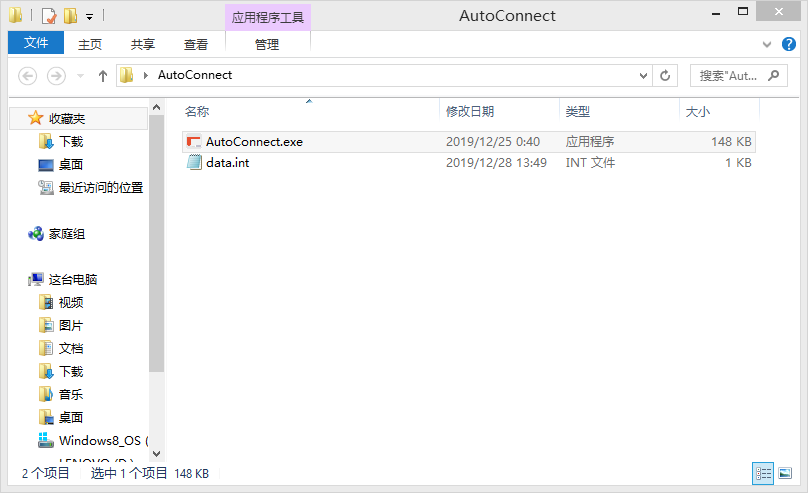 应用程序工具
AutoConnect
文件 主页 共享 查看 管理
AutoConnect
搜索"Aut...
名称 修改日期 类型 大小
收藏夹
下载
桌面
最近访问的位置
家庭组
这台电脑
视频
图片
文档
下载
音乐
桌面
Windows8_OS (
LENOVO (D:)
AutoConnect.exe 2019/12/25 0:40 应用程序 148 KB
data.int 2019/12/28 13:49 INT 文件 1 KB
2 个项目 选中 1 个项目 148 KB